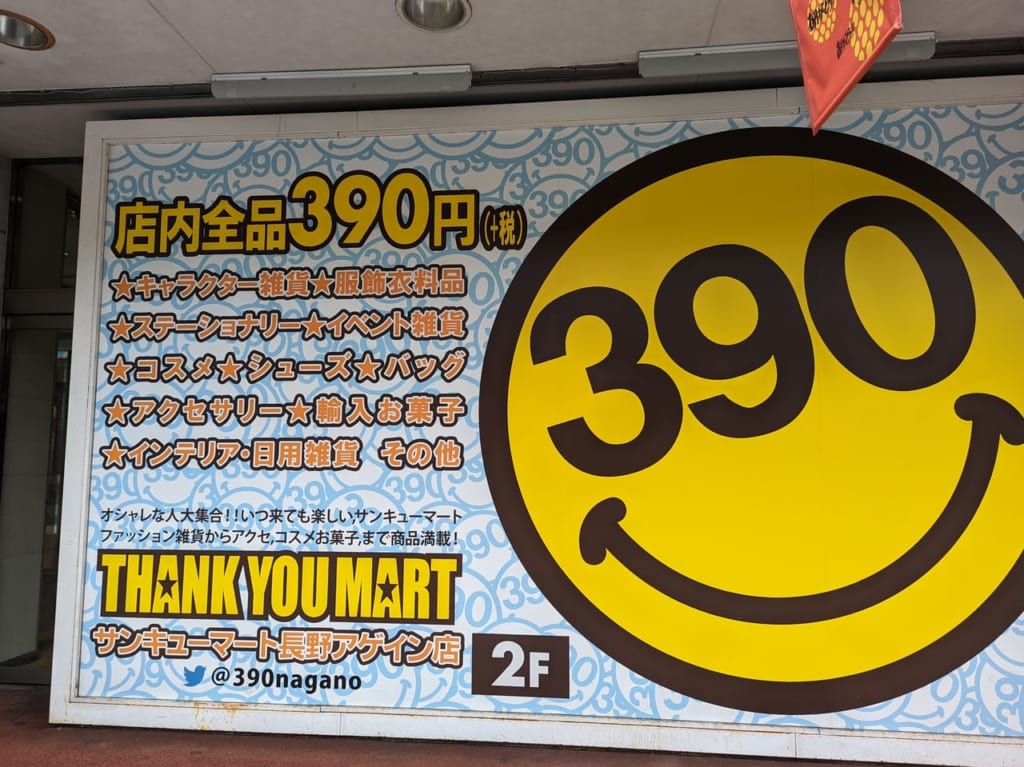 店内全品390円(+税)
★キャラクター雑貨★服飾衣料品
★ステーショナリー★イベント雑貨
★コスメ★シューズ★バッグ
★アクセサリー★輸入お菓子
★インテリア・日用雑貨　その他
オシャレな人大集合!!いつ来ても楽しい,サンキューマート
ファッション雑貨からアクセ,コスメお菓子,まで商品満載!
THANK YOU MART
サンキューマート長野アゲイン店
@390nagano
2F
390